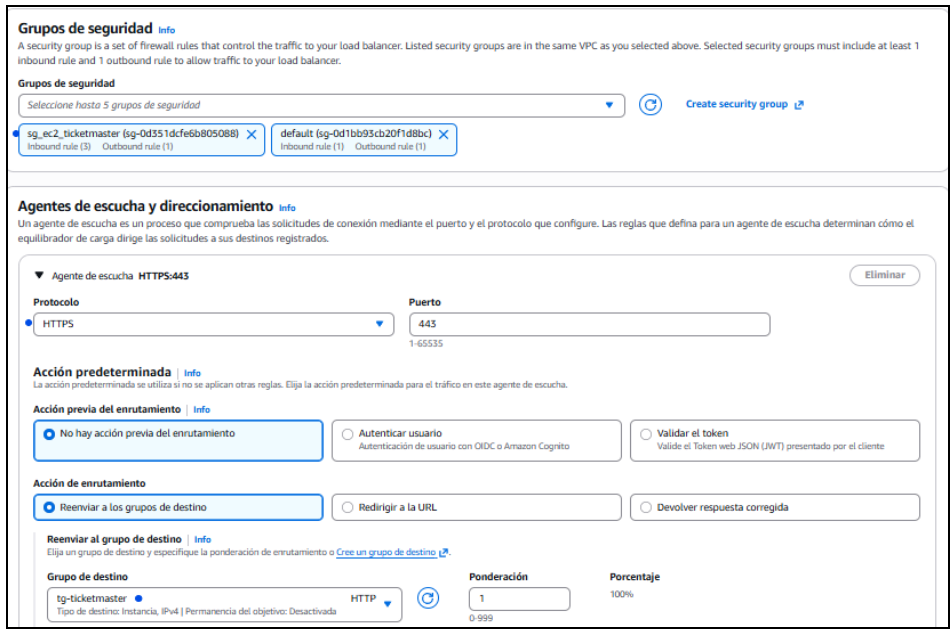 Grupos de seguridad Info
A security group is a set of firewall rules that control the traffic to your load balancer. Listed security groups are in the same VPC as you selected above. Selected security groups must include at least 1
inbound rule and 1 outbound rule to allow traffic to your load balancer.
Grupos de seguridad
Seleccione hasta 5 grupos de seguridad
Create security group
sg_ec2_ticketmaster (sg-0d351dcfe6b805088)
Inbound rule (3) Outbound rule (1)
default (sg-0d1bb93cb20f1d8bc)
Inbound rule (1) Outbound rule (1)
Agentes de escucha y direccionamiento Info
Un agente de escucha es un proceso que comprueba las solicitudes de conexión mediante el puerto y el protocolo que configure. Las reglas que defina para un agente de escucha determinan cómo el
equilibrador de carga dirige las solicitudes a sus destinos registrados.
Agente de escucha HTTPS:443
Eliminar
Protocolo
HTTPS
Puerto
443
1-65535
Acción predeterminada | Info
La acción predeterminada se utiliza si no se aplican otras reglas. Elija la acción predeterminada para el tráfico en este agente de escucha.
Acción previa del enrutamiento | Info
No hay acción previa del enrutamiento
Autenticar usuario
Autenticación de usuario con OIDC o Amazon Cognito
Validar el token
Valide el Token web JSON (JWT) presentado por el cliente
Acción de enrutamiento
Reenviar a los grupos de destino
Redirigir a la URL
Devolver respuesta corregida
Reenviar al grupo de destino | Info
Elija un grupo de destino y especifique la ponderación de enrutamiento o Cree un grupo de destino.
Grupo de destino
tg-ticketmaster HTTP
Tipo de destino: Instancia, IPv4 | Permanencia del objetivo: Desactivada
Ponderación
1
0-999
Porcentaje
100%